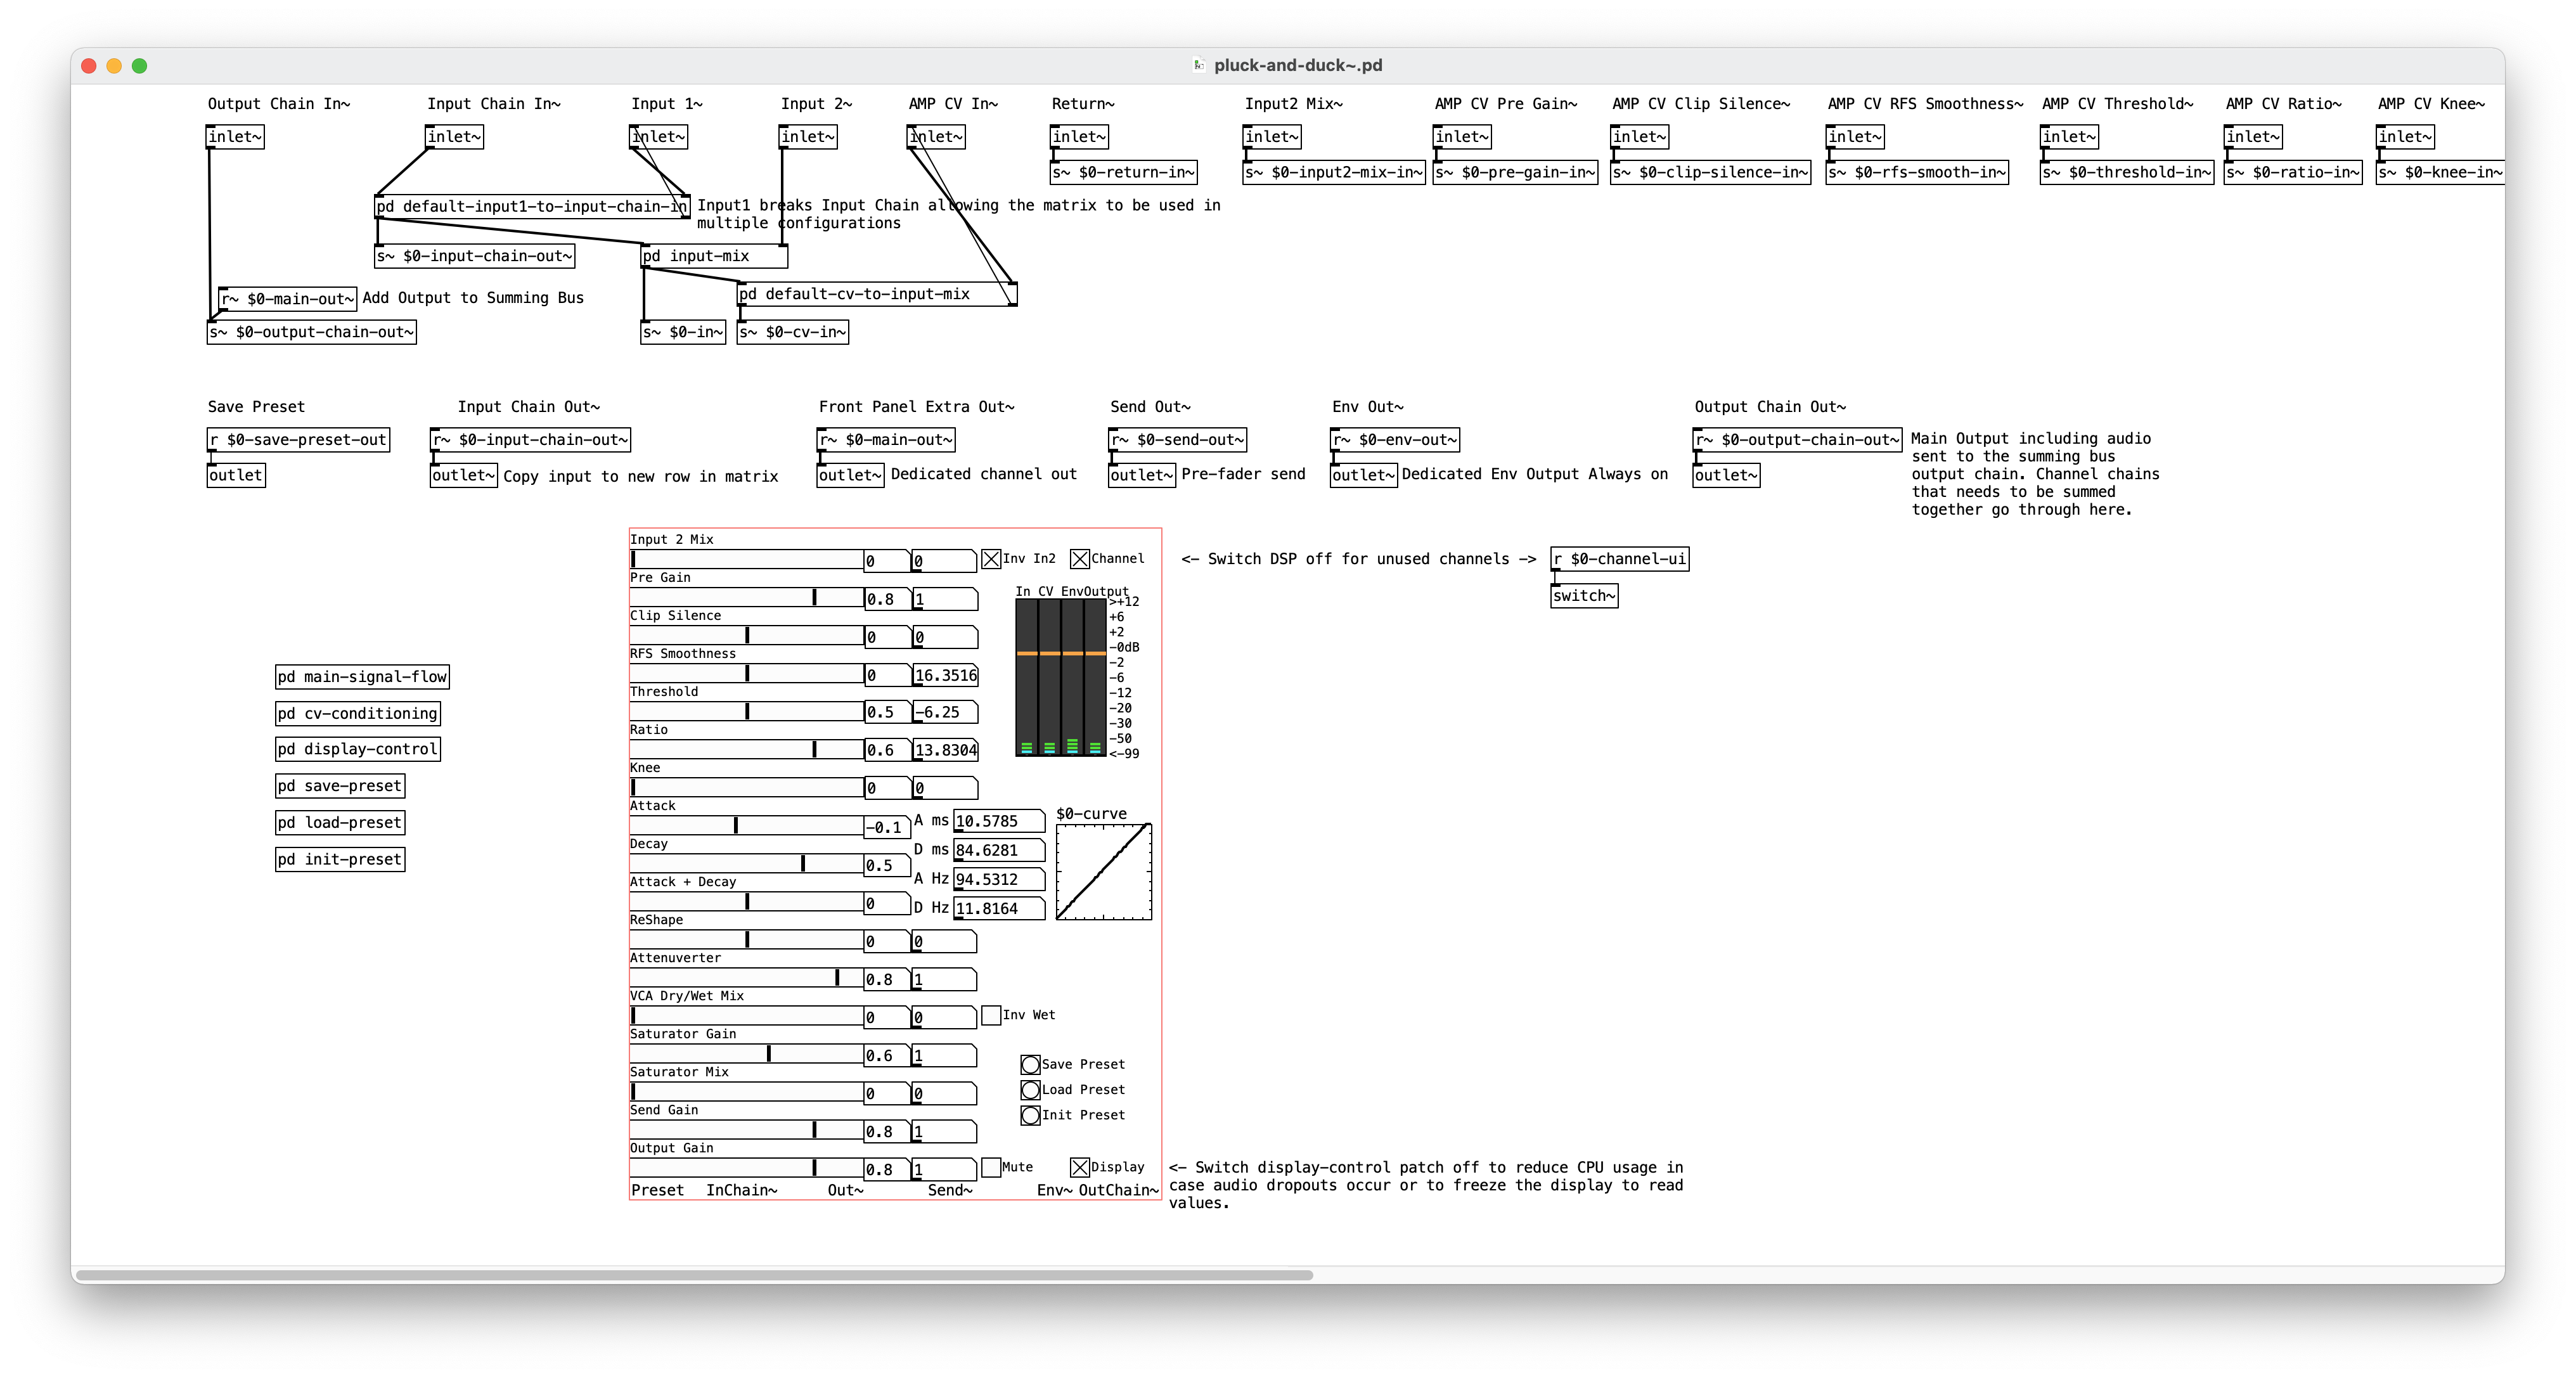 pluck-and-duck~.pd
Output Chain In~
Input Chain In~
Input 1~
Input 2~
AMP CV In~
Return~
Input2 Mix~
AMP CV Pre Gain~
AMP CV Clip Silence~
AMP CV RFS Smoothness~
AMP CV Threshold~
AMP CV Ratio~
AMP CV Knee~
inlet~
inlet~
inlet~
inlet~
inlet~
inlet~
inlet~
inlet~
inlet~
inlet~
inlet~
inlet~
inlet~
s~ $0-return-in~
s~ $0-input2-mix-in~
s~ $0-pre-gain-in~
s~ $0-clip-silence-in~
s~ $0-rfs-smooth-in~
s~ $0-threshold-in~
s~ $0-ratio-in~
s~ $0-knee-in~
pd default-input1-to-input-chain-in
Input1 breaks Input Chain allowing the matrix to be used in
multiple configurations
s~ $0-input-chain-out~
pd input-mix
r~ $0-main-out~
Add Output to Summing Bus
pd default-cv-to-input-mix
s~ $0-output-chain-out~
s~ $0-in~
s~ $0-cv-in~
Save Preset
Input Chain Out~
Front Panel Extra Out~
Send Out~
Env Out~
Output Chain Out~
r $0-save-preset-out
r~ $0-input-chain-out~
r~ $0-main-out~
r~ $0-send-out~
r~ $0-env-out~
r~ $0-output-chain-out~
outlet
outlet~
Copy input to new row in matrix
outlet~
Dedicated channel out
outlet~
Pre-fader send
outlet~
Dedicated Env Output Always on
outlet~
Main Output including audio
sent to the summing bus
output chain. Channel chains
that needs to be summed
together go through here.
Input 2 Mix
0
0
Inv In2
Channel
<- Switch DSP off for unused channels ->
r $0-channel-ui
switch~
Pre Gain
0.8
1
In CV EnvOutput
>+12
+6
+2
-0dB
-2
-6
-12
-20
-30
-50
<-99
Clip Silence
0
0
RFS Smoothness
0
16.3516
Threshold
0.5
-6.25
Ratio
0.6
13.8304
Knee
0
0
pd main-signal-flow
pd cv-conditioning
pd display-control
pd save-preset
pd load-preset
pd init-preset
Attack
-0.1
A ms
10.5785
$0-curve
Decay
0.5
D ms
84.6281
A Hz
94.5312
Attack + Decay
0
D Hz
11.8164
ReShape
0
0
Attenuverter
0.8
1
VCA Dry/Wet Mix
0
0
Inv Wet
Saturator Gain
0.6
1
Save Preset
Saturator Mix
0
0
Load Preset
Init Preset
Send Gain
0.8
1
Output Gain
0.8
1
Mute
Display
<- Switch display-control patch off to reduce CPU usage in
case audio dropouts occur or to freeze the display to read
values.
Preset
InChain~
Out~
Send~
Env~
OutChain~